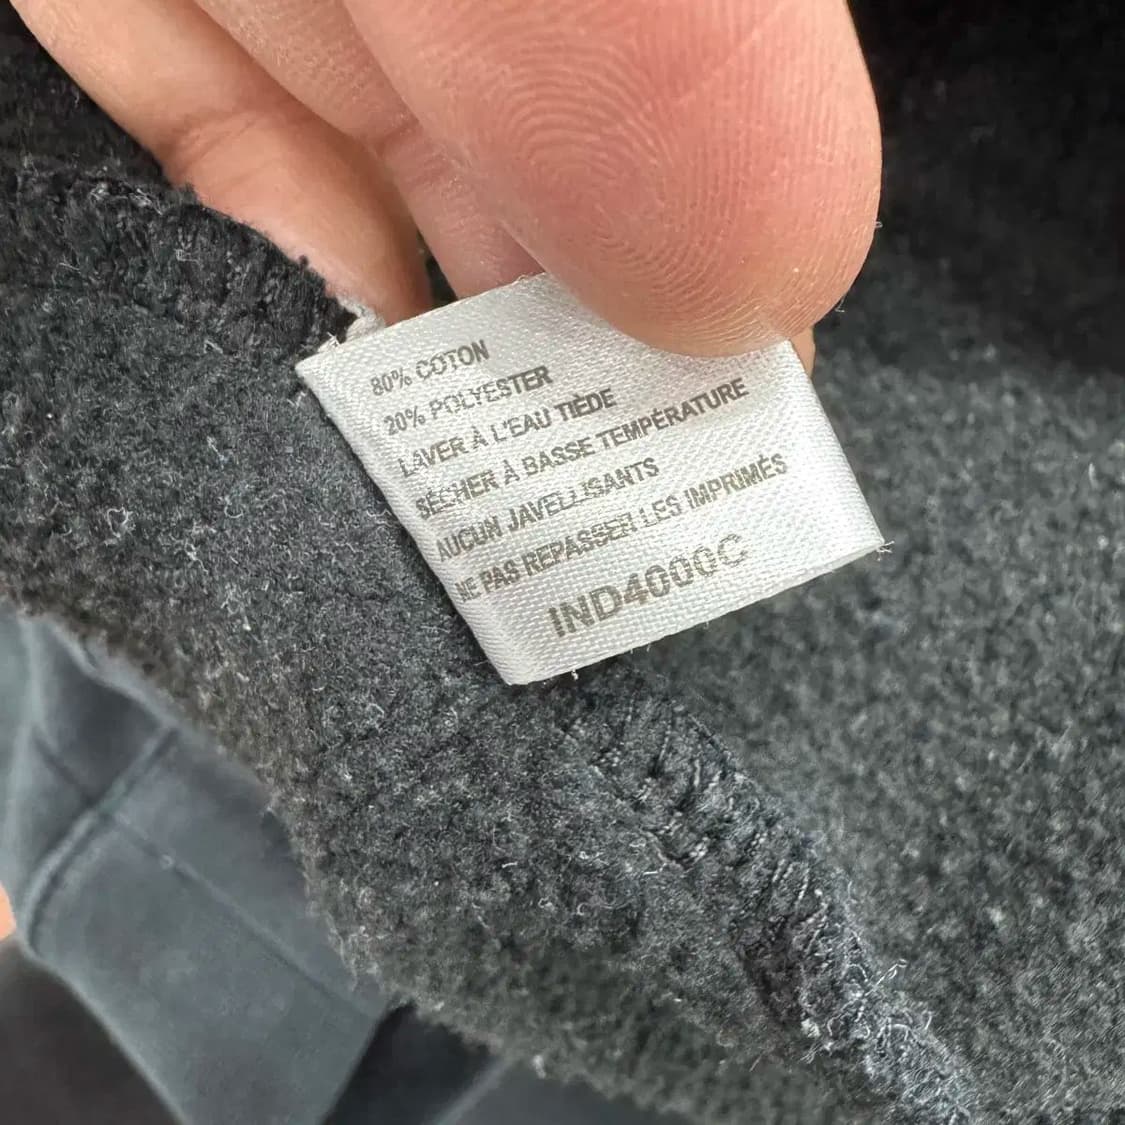 80% COTON
20% POLYESTER
LAVER À L'EAU TIÈDE
SÉCHER À BASSE TEMPÉRATURE
AUCUN JAVELLISANTS
NE PAS REPASSER LES IMPRIMÉS
IND4000C